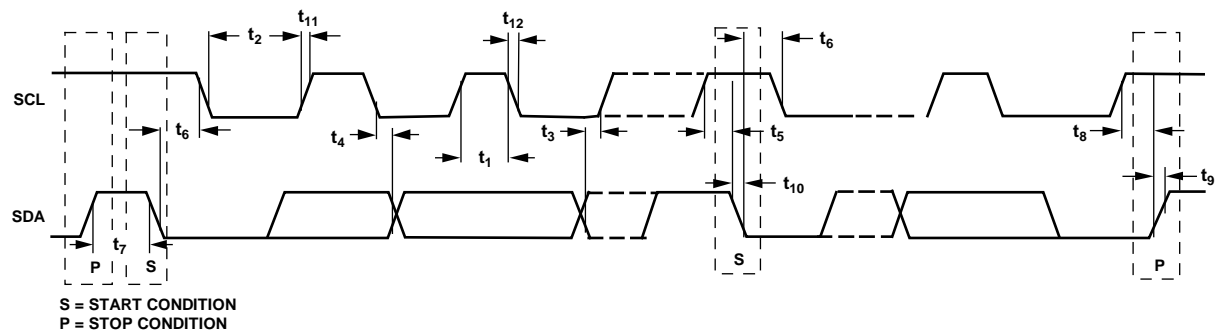 t11
t12
t2
t6
SCL
t6
t4
t3
t5
t8
t1
t10
t9
SDA
t7
P
S
S
P
S = START CONDITION
P = STOP CONDITION